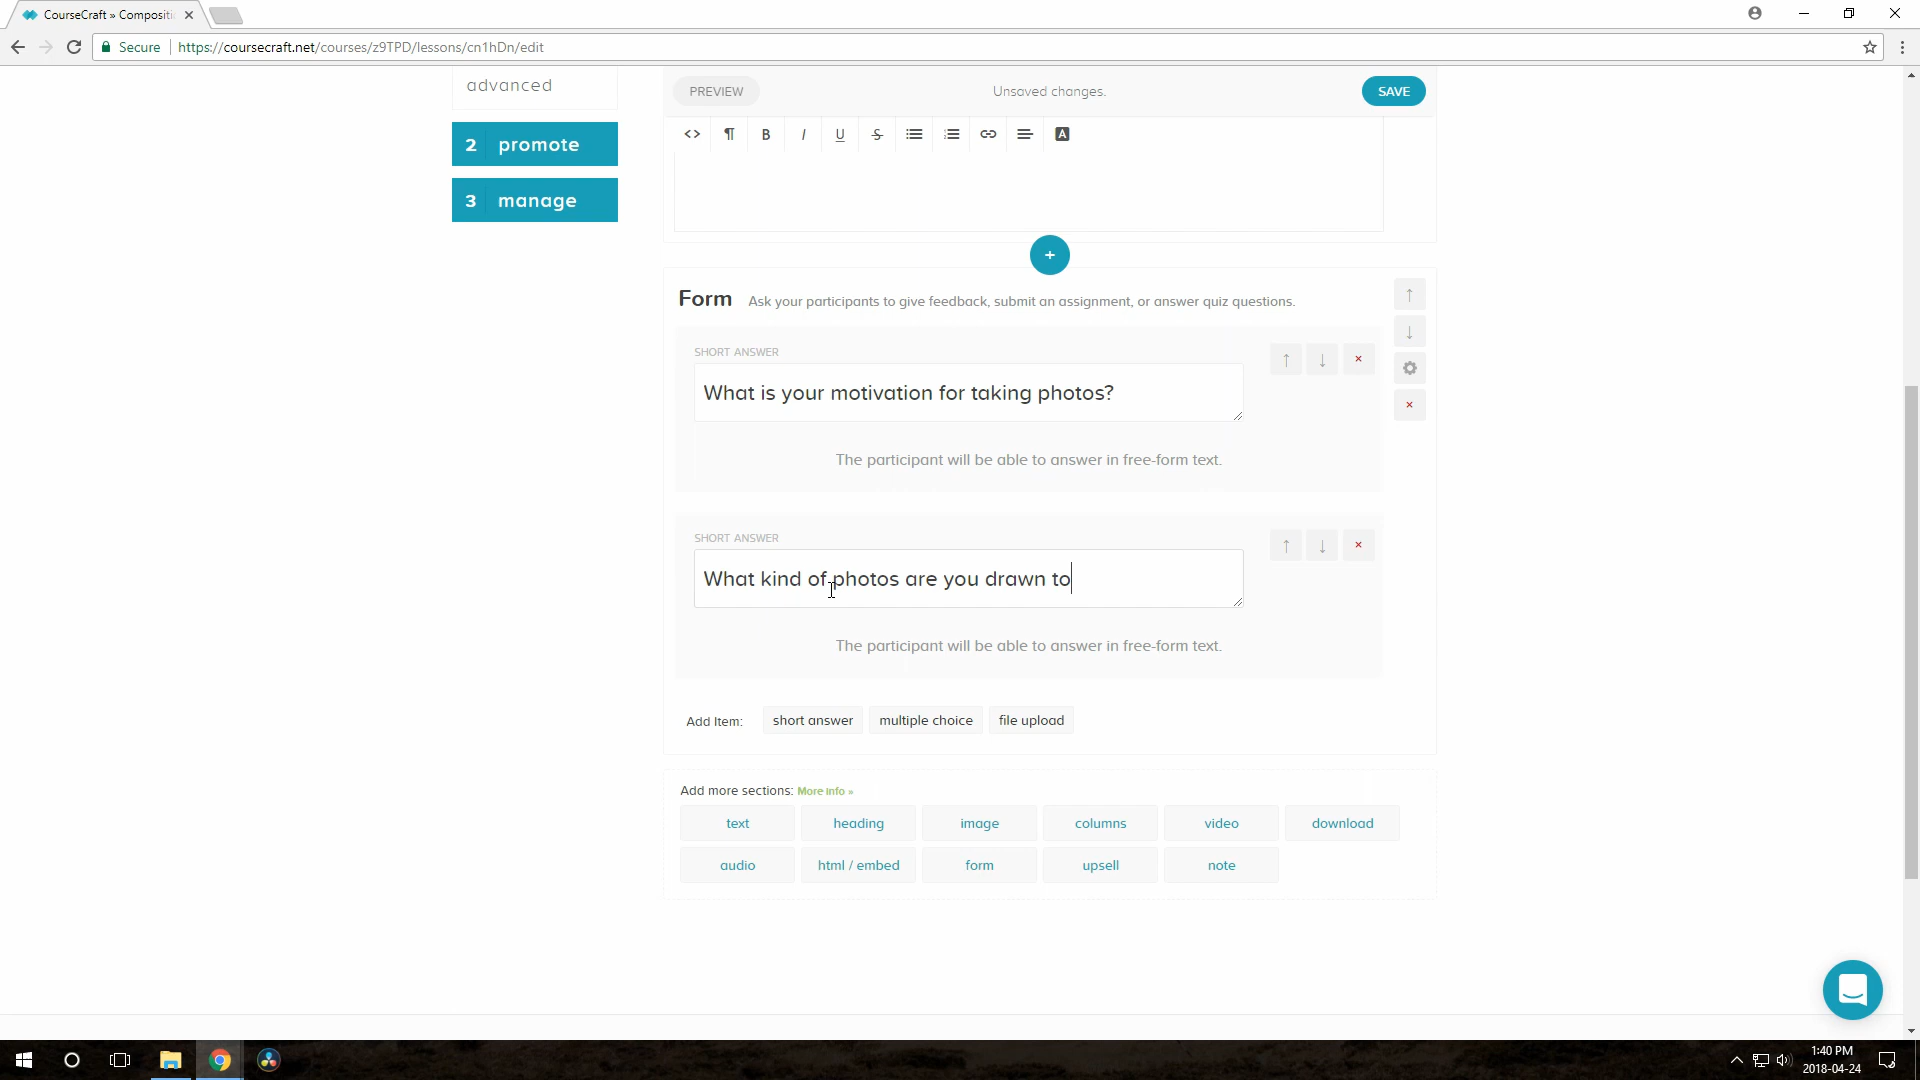 CourseCraft » Compositi
Secure
https://coursecraft.net/courses/z9TPD/lessons/cn1hDn/edit
advanced
2 promote
3 manage
PREVIEW
Unsaved changes.
SAVE
<> ¶ B I U S A
+
Form Ask your participants to give feedback, submit an assignment, or answer quiz questions.
SHORT ANSWER
What is your motivation for taking photos?
The participant will be able to answer in free-form text.
SHORT ANSWER
What kind of photos are you drawn to
The participant will be able to answer in free-form text.
Add Item: short answer multiple choice file upload
Add more sections: More info »
text heading image columns video download
audio html / embed form upsell note
1:40 PM
2018-04-24